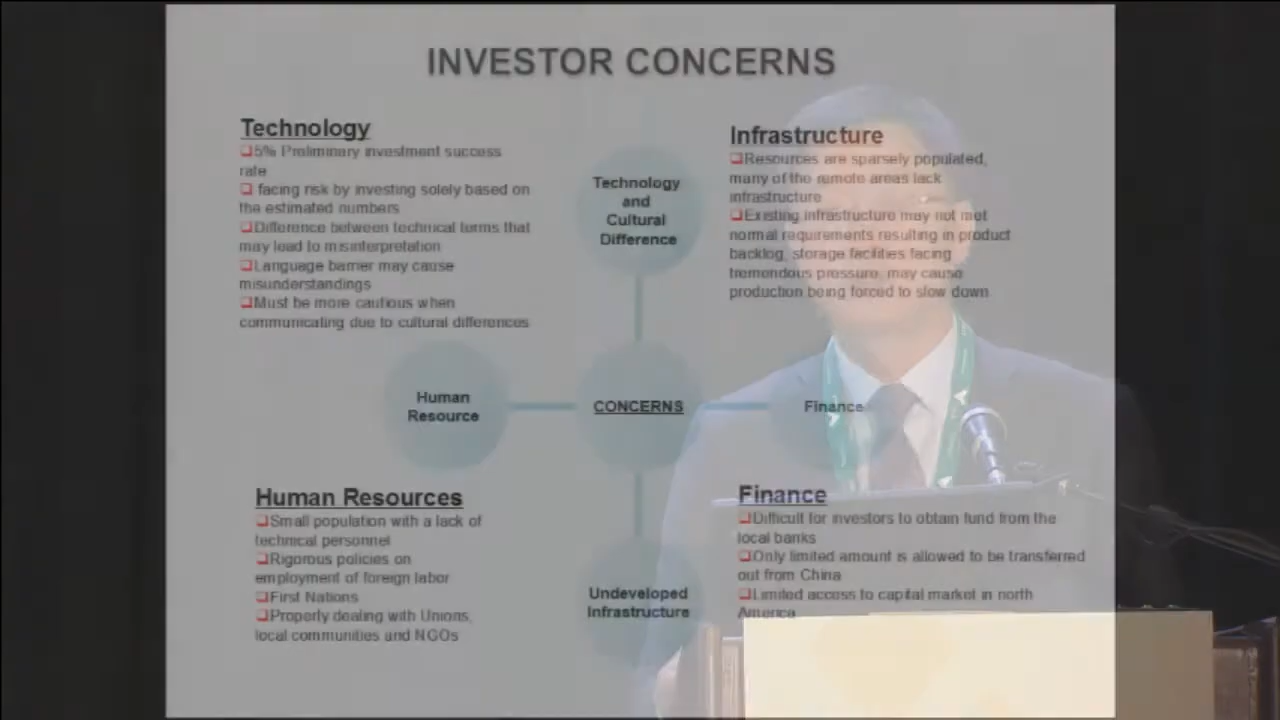 INVESTOR CONCERNS
Technology
5% Preliminary investment success
rate
facing risk by investing solely based on
the estimated numbers
Difference between technical terms that
may lead to misinterpretation
Language barrier may cause
misunderstandings
Must be more cautious when
communicating due to cultural differences
Technology
and
Cultural
Difference
Infrastructure
Resources are sparsely populated,
many of the remote areas lack
infrastructure
Existing infrastructure may not met
normal requirements resulting in product
backlog, storage facilities facing
tremendous pressure, may cause
production being forced to slow down
Human
Resource
CONCERNS
Finance
Human Resources
Small population with a lack of
technical personnel
Rigorous policies on
employment of foreign labor
First Nations
Properly dealing with Unions,
local communities and NGOs
Undeveloped
Infrastructure
Finance
Difficult for investors to obtain fund from the
local banks
Only limited amount is allowed to be transferred
out from China
Limited access to capital market in north
America